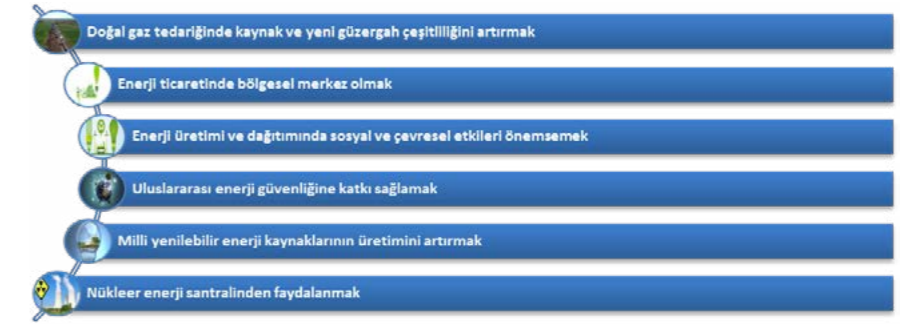 Doğal gaz tedariğinde kaynak ve yeni güzergah çeşitliliğini artırmak
Enerji ticaretinde bölgesel merkez olmak
Enerji üretimi ve dağıtımında sosyal ve çevresel etkileri önemsemek
Uluslararası enerji güvenliğine katkı sağlamak
Milli yenilebilir enerji kaynaklarının üretimini artırmak
Nükleer enerji santralinden faydalanmak